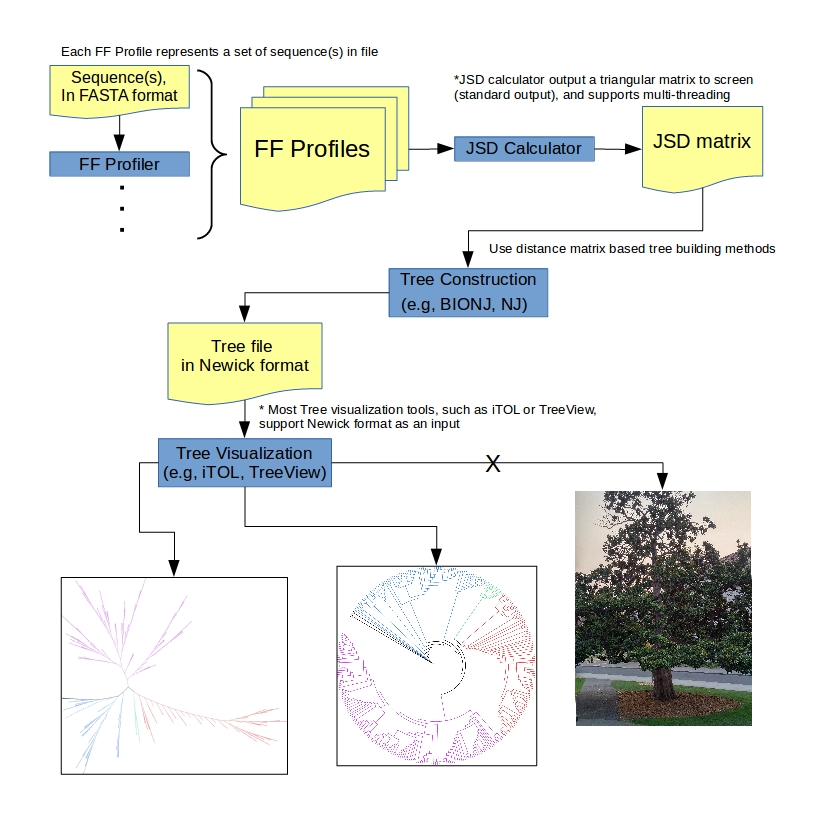 Each FF Profile represents a set of sequence(s) in file
Sequence(s),
In FASTA format
FF Profiler
FF Profiles
*JSD calculator output a triangular matrix to screen
(standard output), and supports multi-threading
JSD Calculator
JSD matrix
Use distance matrix based tree building methods
Tree Construction
(e.g, BIONJ, NJ)
Tree file
in Newick format
* Most Tree visualization tools, such as iTOL or TreeView,
support Newick format as an input
Tree Visualization
(e.g, iTOL, TreeView)
X